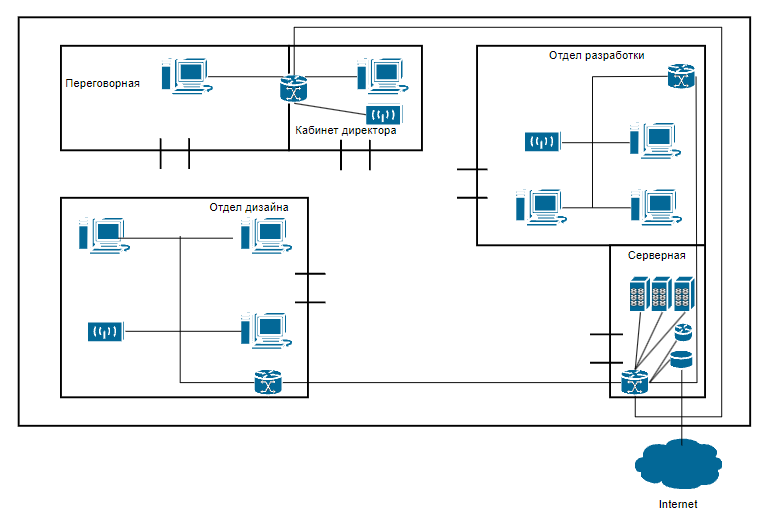 Отдел разработки
Переговорная
Кабинет директора
Отдел дизайна
Серверная
Internet